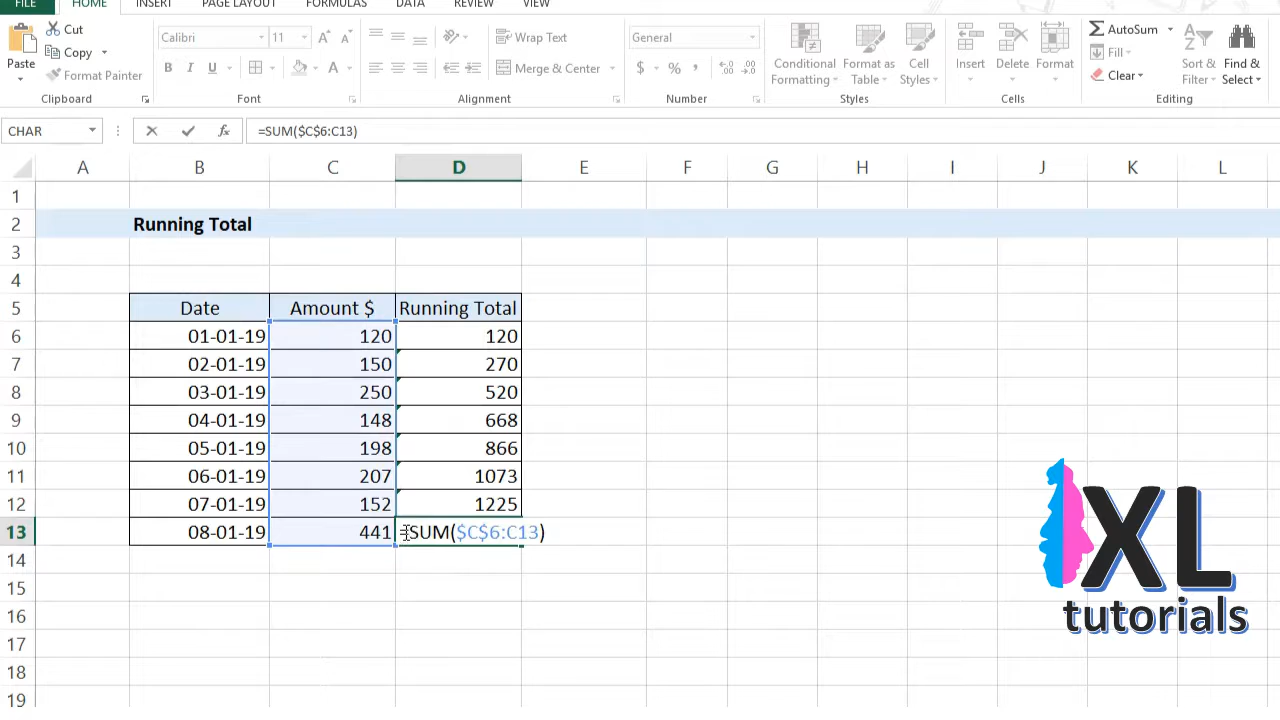 FILE HOME INSERT PAGE LAYOUT FORMULAS DATA REVIEW VIEW
Cut
Copy
Format Painter
Paste
Clipboard
Calibri 11
B I U
Font
Wrap Text
Merge & Center
Alignment
General
$ % ,
Number
Conditional Formatting
Format as Table
Cell Styles
Styles
Insert Delete Format
Cells
AutoSum
Fill
Clear
Sort & Filter
Find & Select
Editing
CHAR fx =SUM($C$6:C13)
A B C D E F G H I J K L
1
2 Running Total
3
4
5 Date Amount $ Running Total
6 01-01-19 120 120
7 02-01-19 150 270
8 03-01-19 250 520
9 04-01-19 148 668
10 05-01-19 198 866
11 06-01-19 207 1073
12 07-01-19 152 1225
13 08-01-19 441 =SUM($C$6:C13)
14
15
16
17
18
19
XL
tutorials